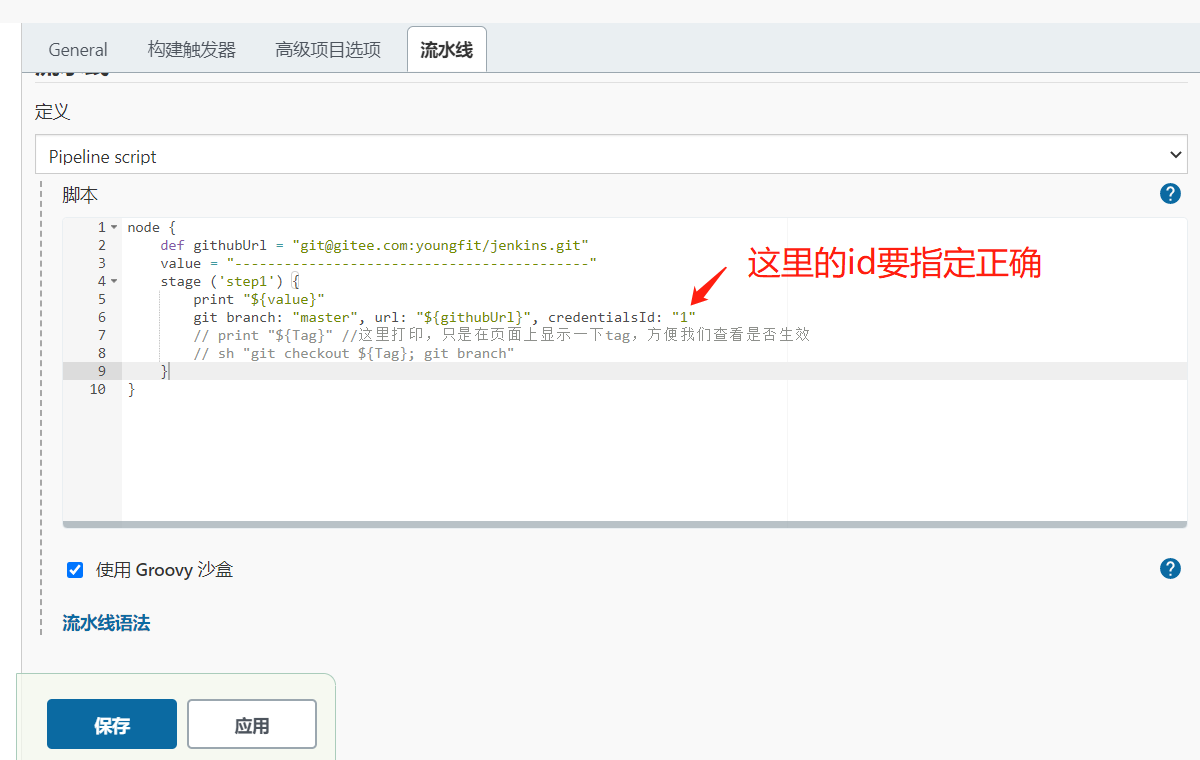 General 构建触发器 高级项目选项 流水线
流水线
定义
Pipeline script
脚本
1 node {
2 def githubUrl = "git@gitee.com:youngfit/jenkins.git"
3 value = "-------------------------------------------"
4 stage ('step1') {
5 print "${value}"
6 git branch: "master", url: "${githubUrl}", credentialsId: "1"
7 // print "${Tag}" //这里打印，只是在页面上显示一下tag，方便我们查看是否生效
8 // sh "git checkout ${Tag}; git branch"
9 }
10 }
这里的id要指定正确
使用 Groovy 沙盒
流水线语法
保存 应用